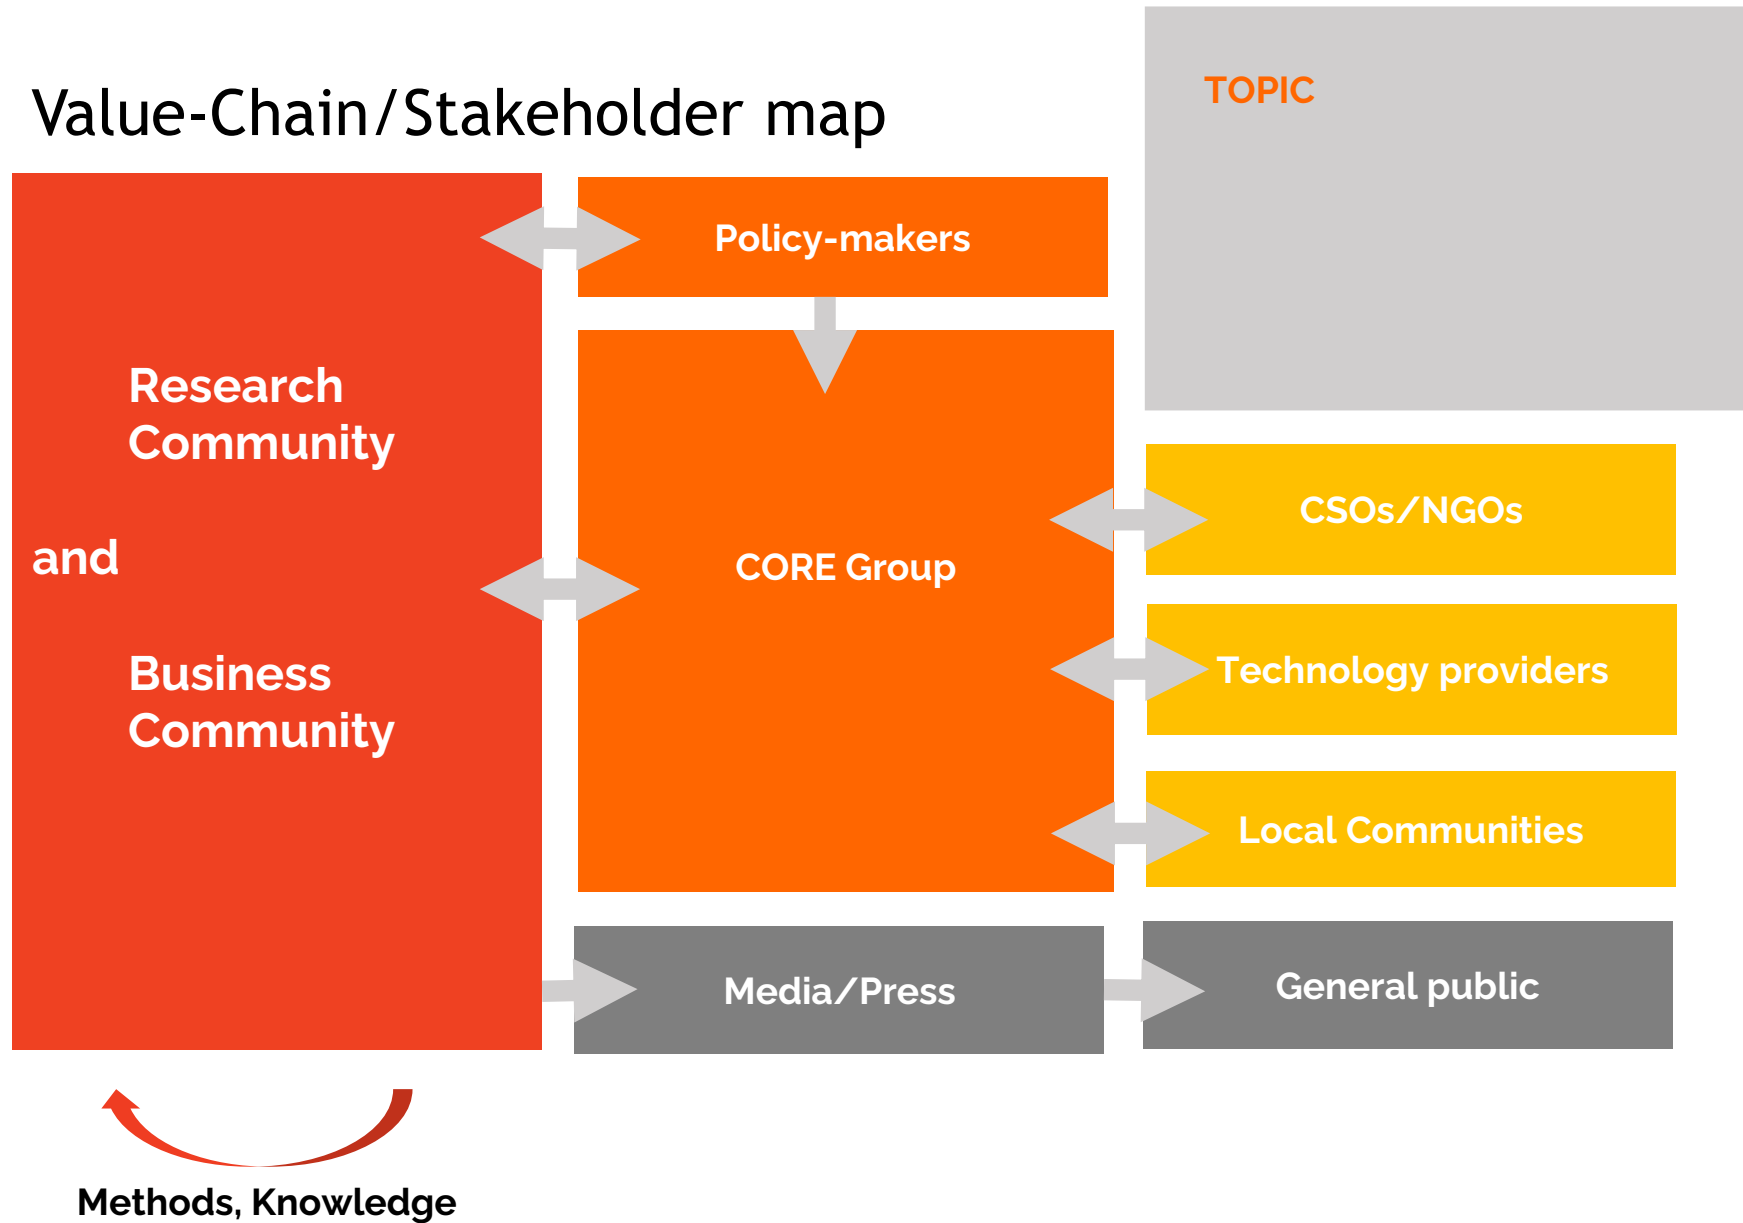 Value-Chain/Stakeholder map
TOPIC
Research
Community
and
Business
Community
Policy-makers
CORE Group
CSOs/NGOs
Technology providers
Local Communities
Media/Press
General public
Methods, Knowledge